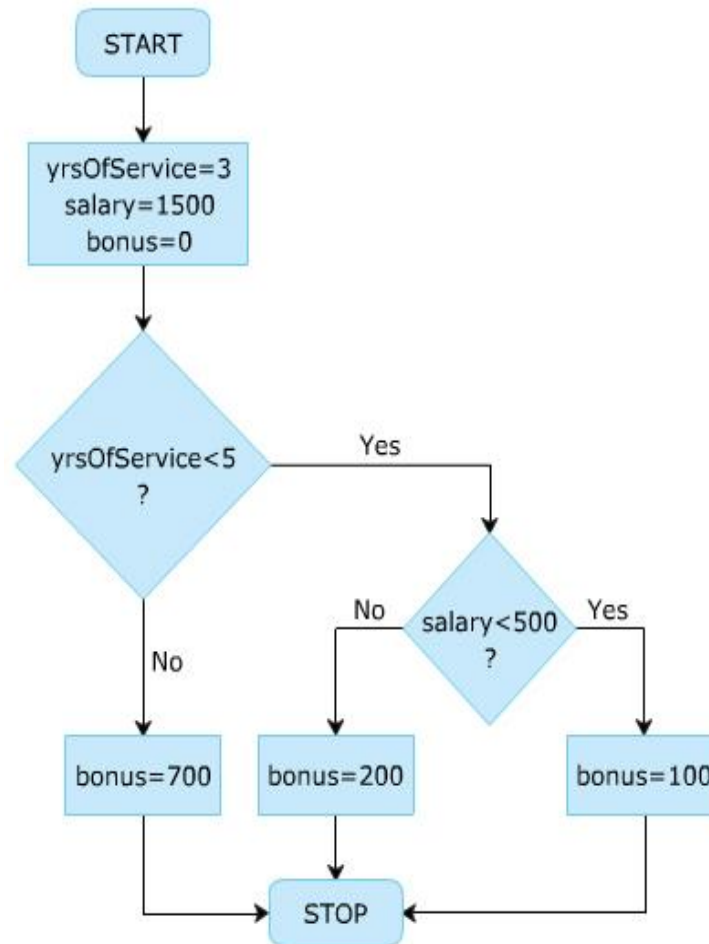 START
yrsOfService=3
salary=1500
bonus=0
yrsOfService<5
?
Yes
No
salary<500
?
No
Yes
bonus=700
bonus=200
bonus=100
STOP